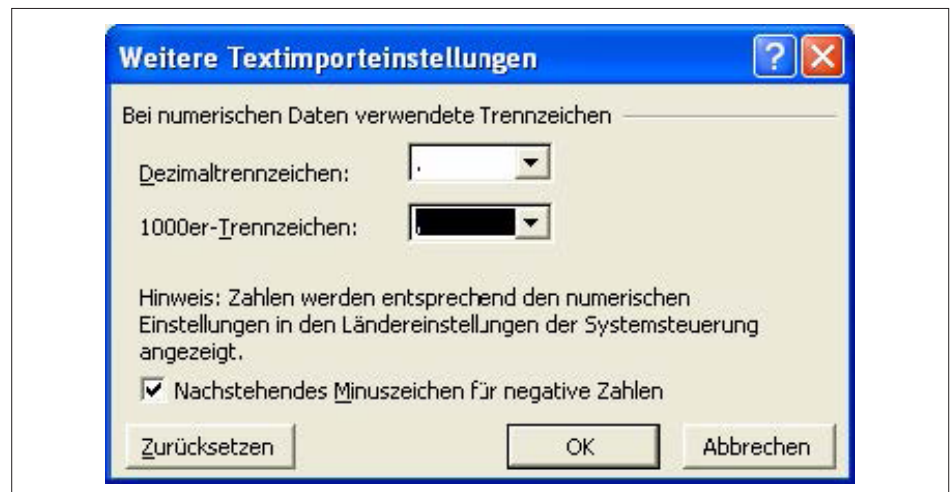 Weitere Textimporteinstellungen
Bei numerischen Daten verwendete Trennzeichen
Dezimaltrennzeichen: .
1000er-Trennzeichen: ,
Hinweis: Zahlen werden entsprechend den numerischen
Einstellungen in den Ländereinstellungen der Systemsteuerung
angezeigt.
Nachstehendes Minuszeichen für negative Zahlen
Zurücksetzen OK Abbrechen